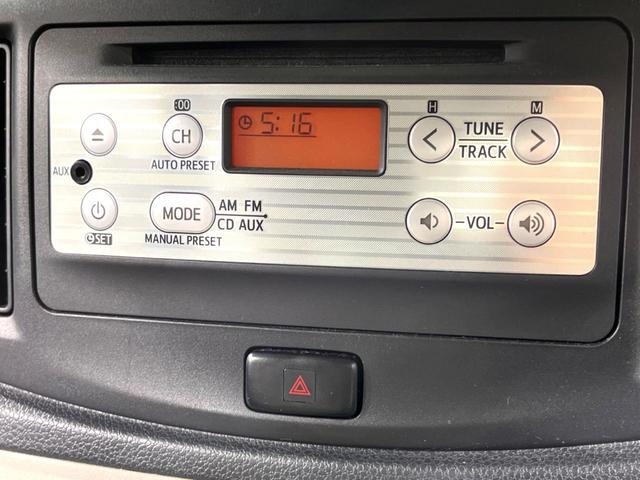 :00
H
M
CH
5:16
<
TUNE
>
TRACK
AUTO PRESET
AUX
MODE
AM FM
CD AUX
-VOL-
SET
MANUAL PRESET